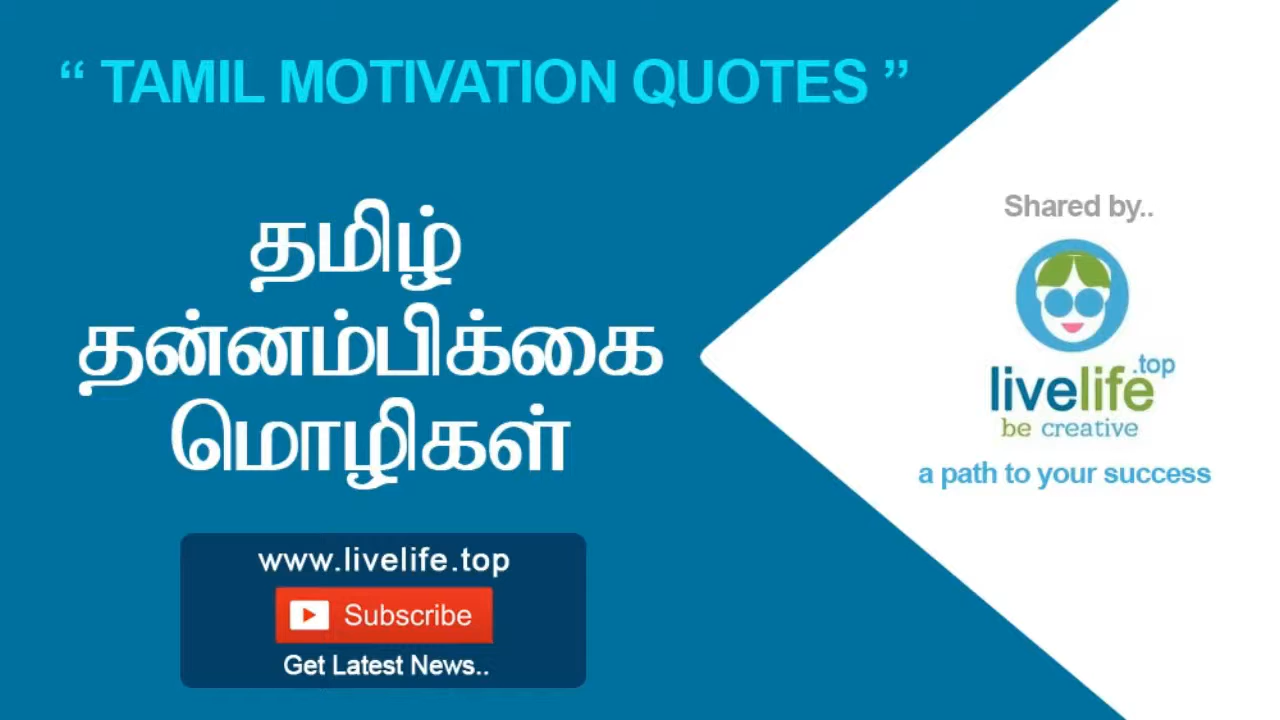 “ TAMIL MOTIVATION QUOTES ”
தமிழ்
தன்னம்பிக்கை
மொழிகள்
www.livelife.top
Subscribe
Get Latest News..
Shared by..
livelife.top
be creative
a path to your success